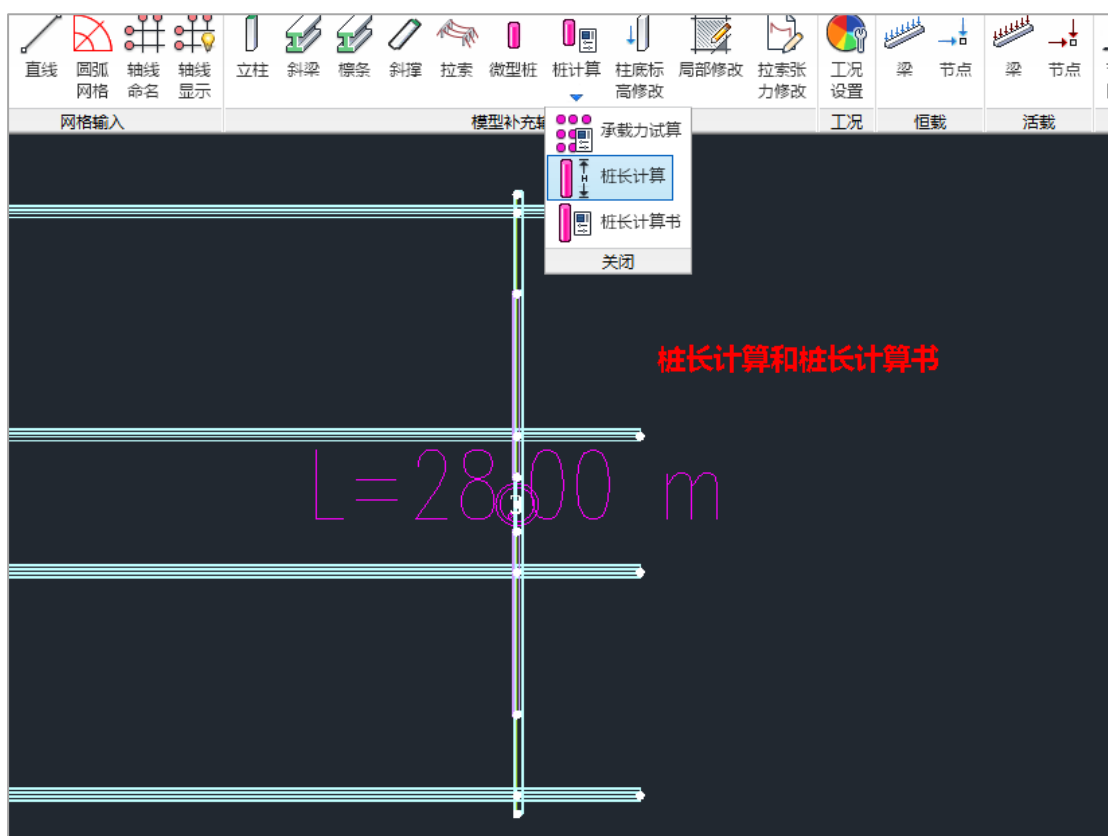 直线 圆弧网格 轴线命名 轴线显示 立柱 斜梁 檩条 斜撑 拉索 微型桩 桩计算 柱底标高修改 局部修改 拉索张力修改 工况设置 梁 节点 梁 节点
网格输入 模型补充输 工况 恒载 活载
承载力试算
桩长计算
桩长计算书
关闭
桩长计算和桩长计算书
L=28.00 m